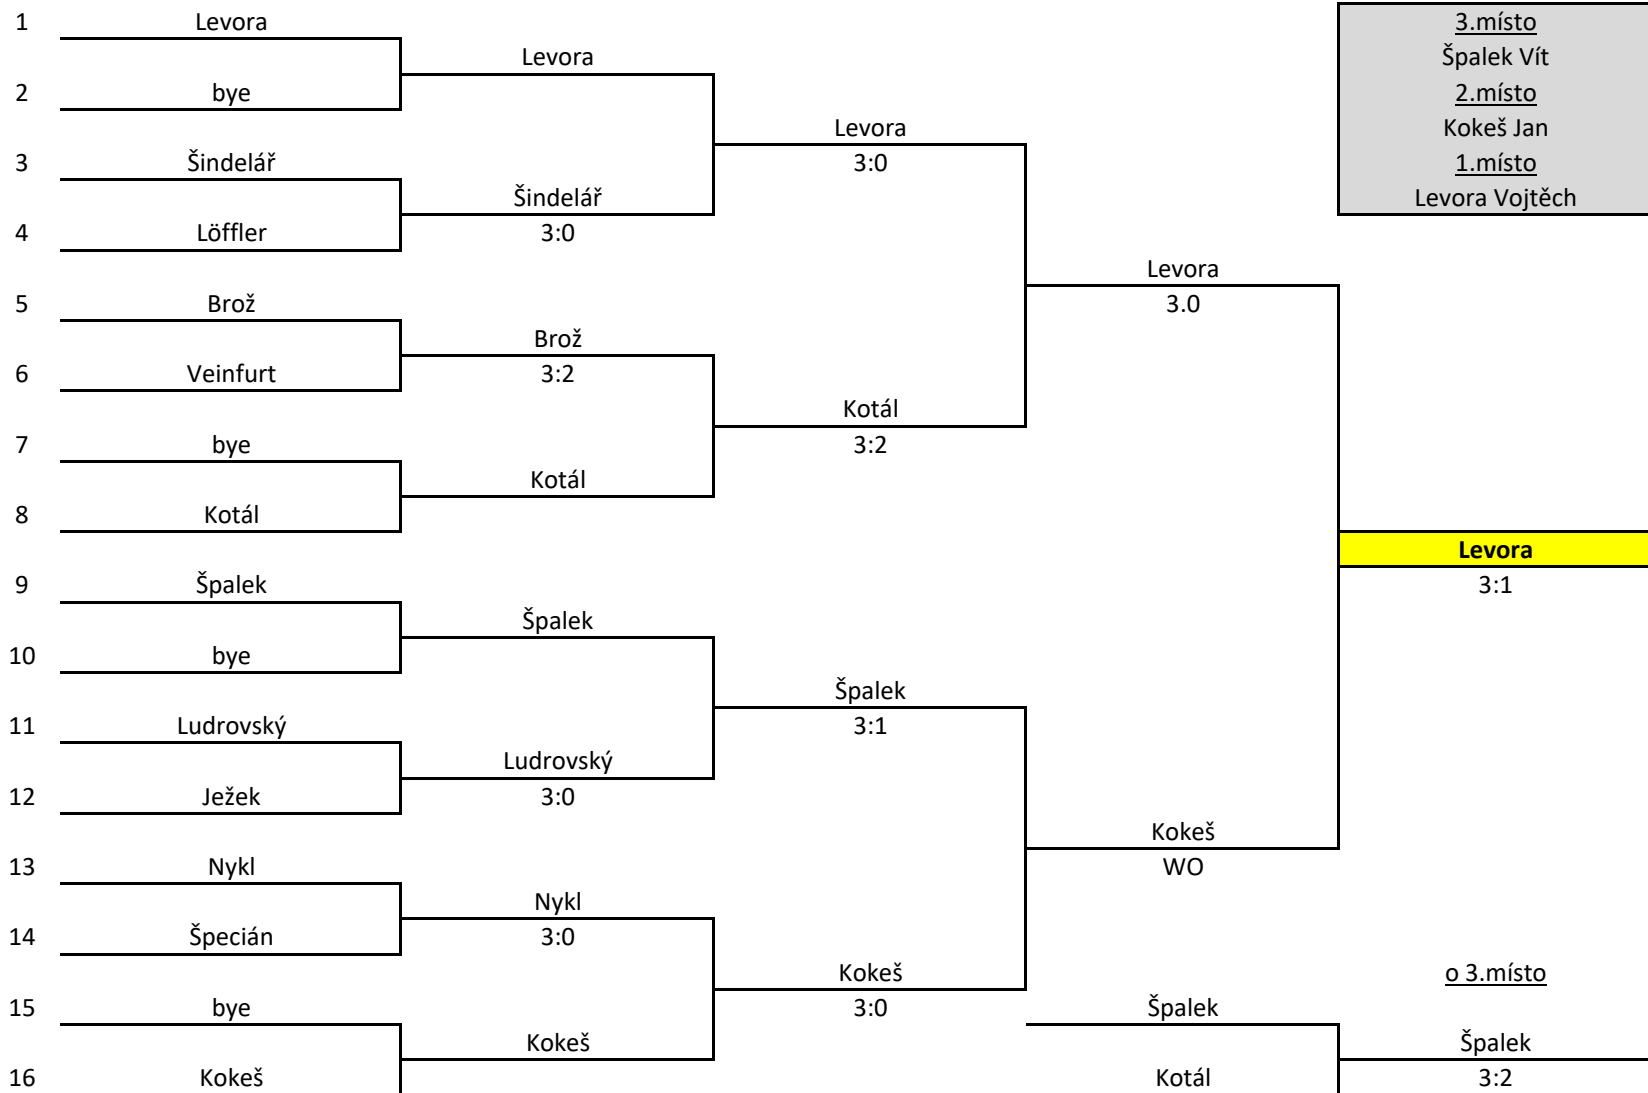 1 Levora 3.místo
Levora Špalek Vít
2 bye 2.místo
Levora Kokeš Jan
3 Šindelář 3:0 1.místo
Šindelář Levora Vojtěch
4 Löffler 3:0
Levora
5 Brož 3.0
Brož
6 Veinfurt 3:2
Kotál
7 bye 3:2
Kotál
8 Kotál
Levora
9 Špalek 3:1
Špalek
10 bye
Špalek
11 Ludrovský 3:1
Ludrovský
12 Ježek 3:0
Kokeš
13 Nykl WO
Nykl
14 Špecián 3:0
Kokeš o 3.místo
15 bye 3:0 Špalek
Kokeš Špalek
16 Kokeš Kotál 3:2